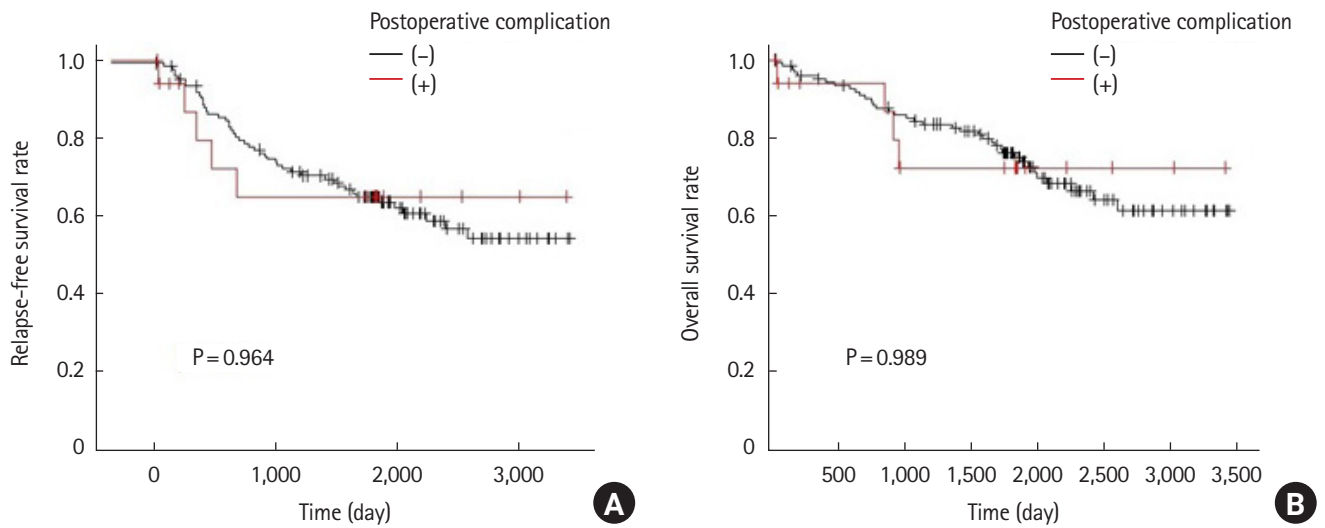 Postoperative complication
(–)
(+)
Relapse-free survival rate
1.0
0.8
0.6
0.4
0.2
0
P = 0.964
0 1,000 2,000 3,000
Time (day)
A
Postoperative complication
(–)
(+)
Overall survival rate
1.0
0.8
0.6
0.4
0.2
0
P = 0.989
500 1,000 1,500 2,000 2,500 3,000 3,500
Time (day)
B